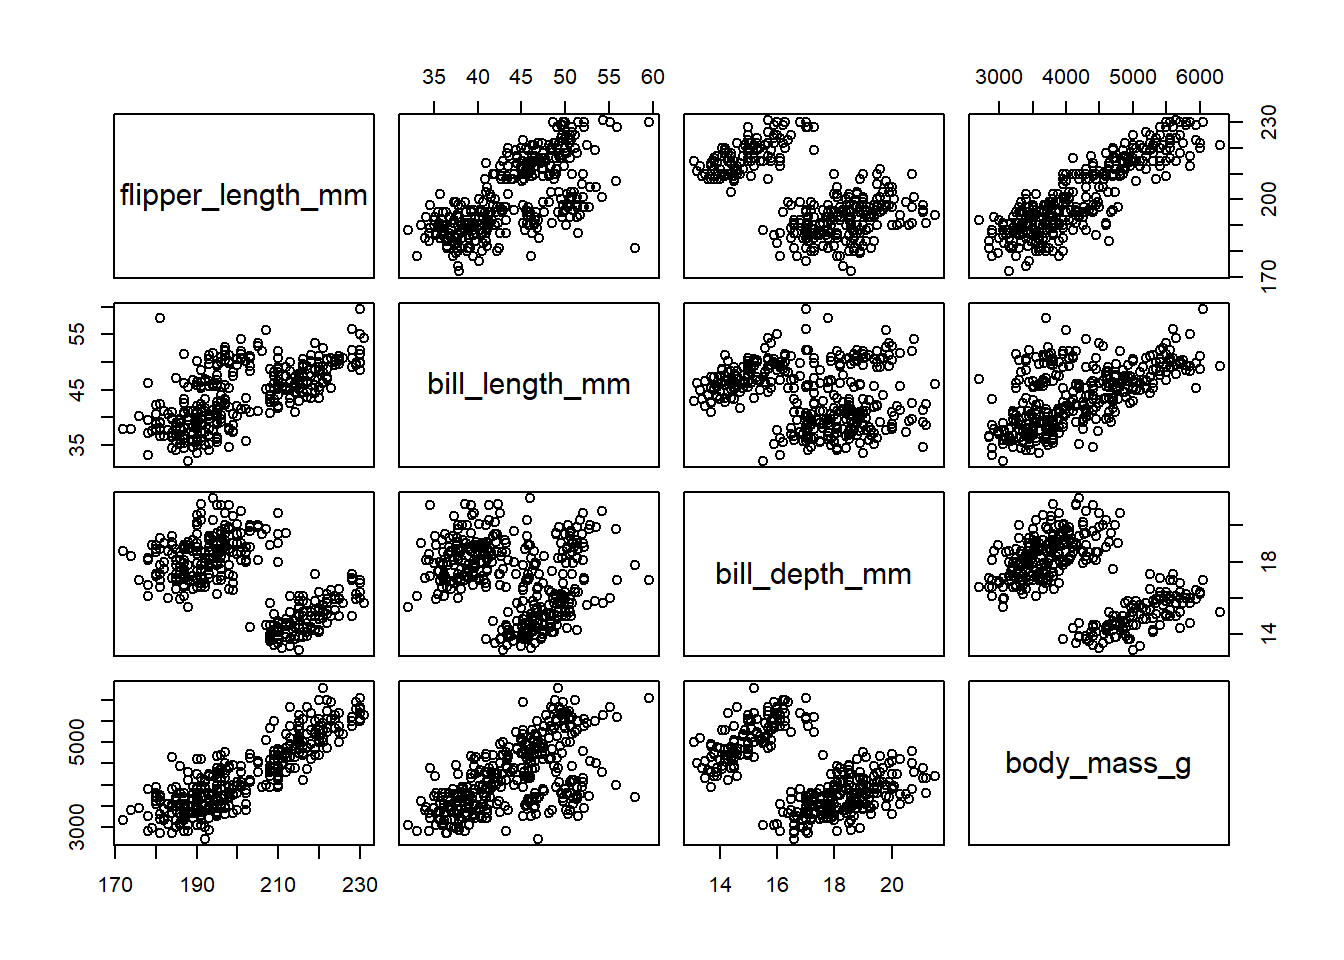 35 40 45 50 55 60 3000 4000 5000 6000
flipper_length_mm 170 200 230
35 45 55 bill_length_mm
bill_depth_mm 14 18
3000 5000 body_mass_g
170 190 210 230 14 16 18 20